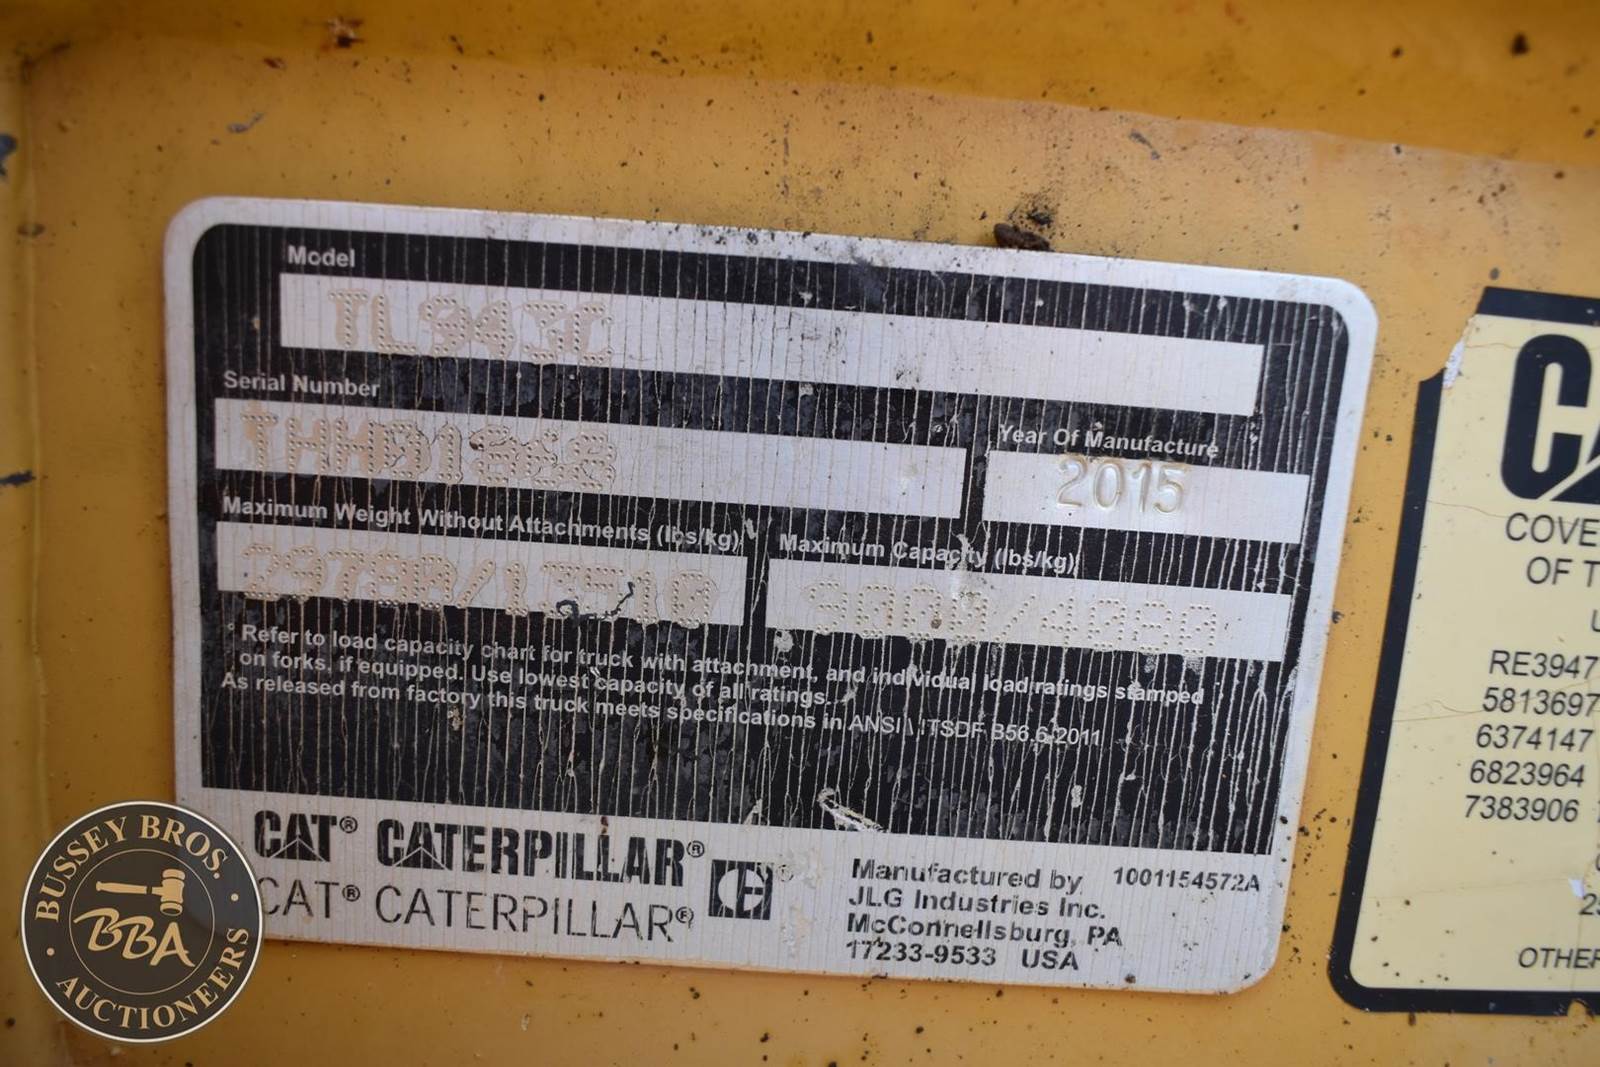 Model
TL943C
Serial Number
Year Of Manufacture
2015
Maximum Weight Without Attachments (lbs/kg)
Maximum Capacity (lbs/kg)
29780/13510
9000/4080
* Refer to load capacity chart for truck with attachment, and individual load ratings stamped
on forks, if equipped. Use lowest capacity of all ratings.
As released from factory this truck meets specifications in ANSI \ ITSDF B56.6-2011
CAT® CATERPILLAR®
CAT® CATERPILLAR®
Manufactured by 1001154572A
JLG Industries Inc.
McConnellsburg, PA
17233-9533 USA
COVE
OF T
U
RE3947
5813697
6374147
6823964
7383906
OTHER
BUSSEY BROS.
BBA
AUCTIONEERS